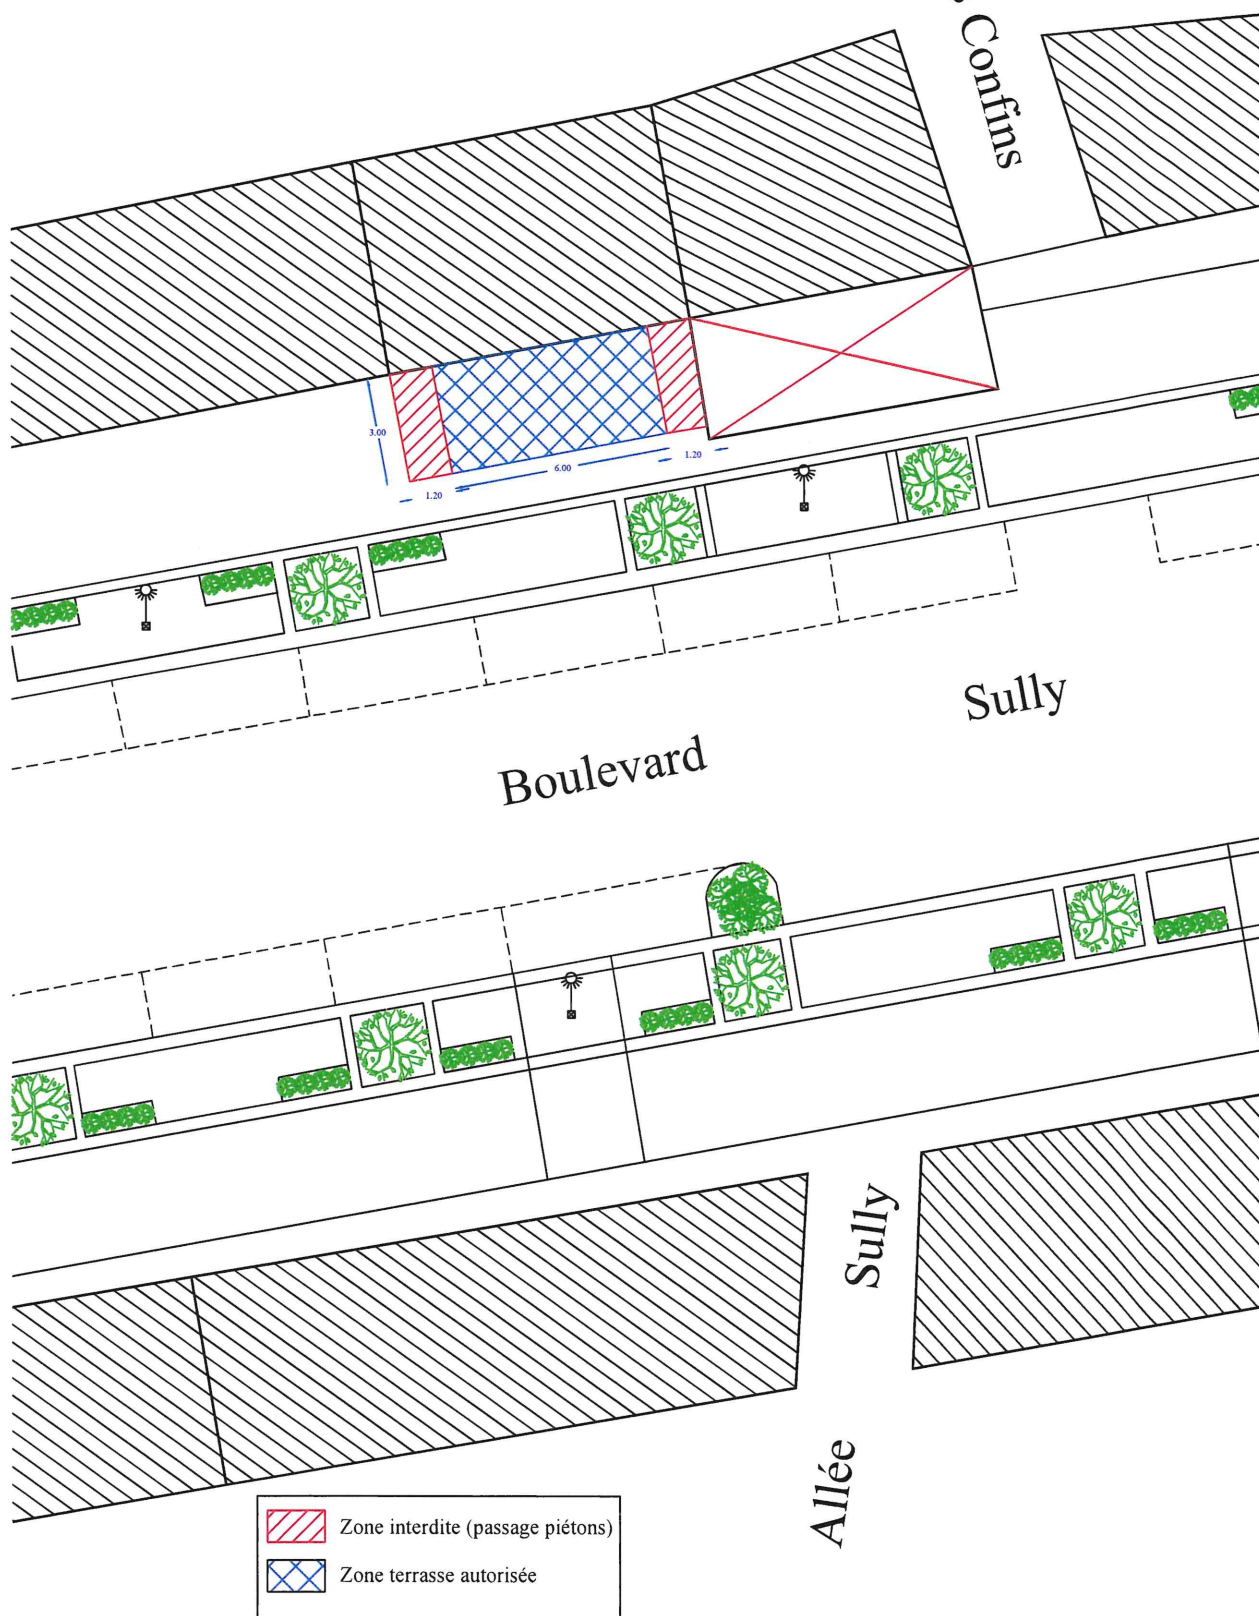 Confins
3.00
6.00
1.20
1.20
Sully
Boulevard
Sully
Allée
Zone interdite (passage piétons)
Zone terrasse autorisée